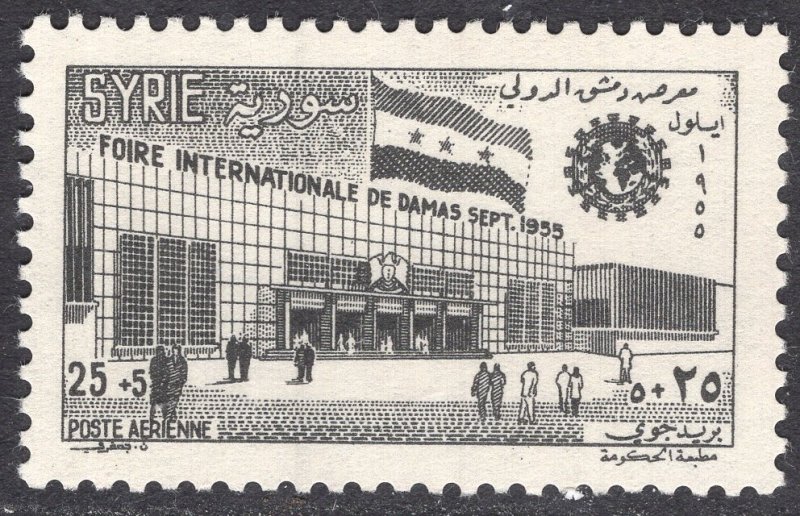 SYRIE سورية
معرض دمشق الدولي
ايلول
١٩٥٥
FOIRE INTERNATIONALE DE DAMAS SEPT. 1955
25 +5
٥+ ٢٥
POSTE AERIENNE
بريد جوي
مطبعة الحكومة